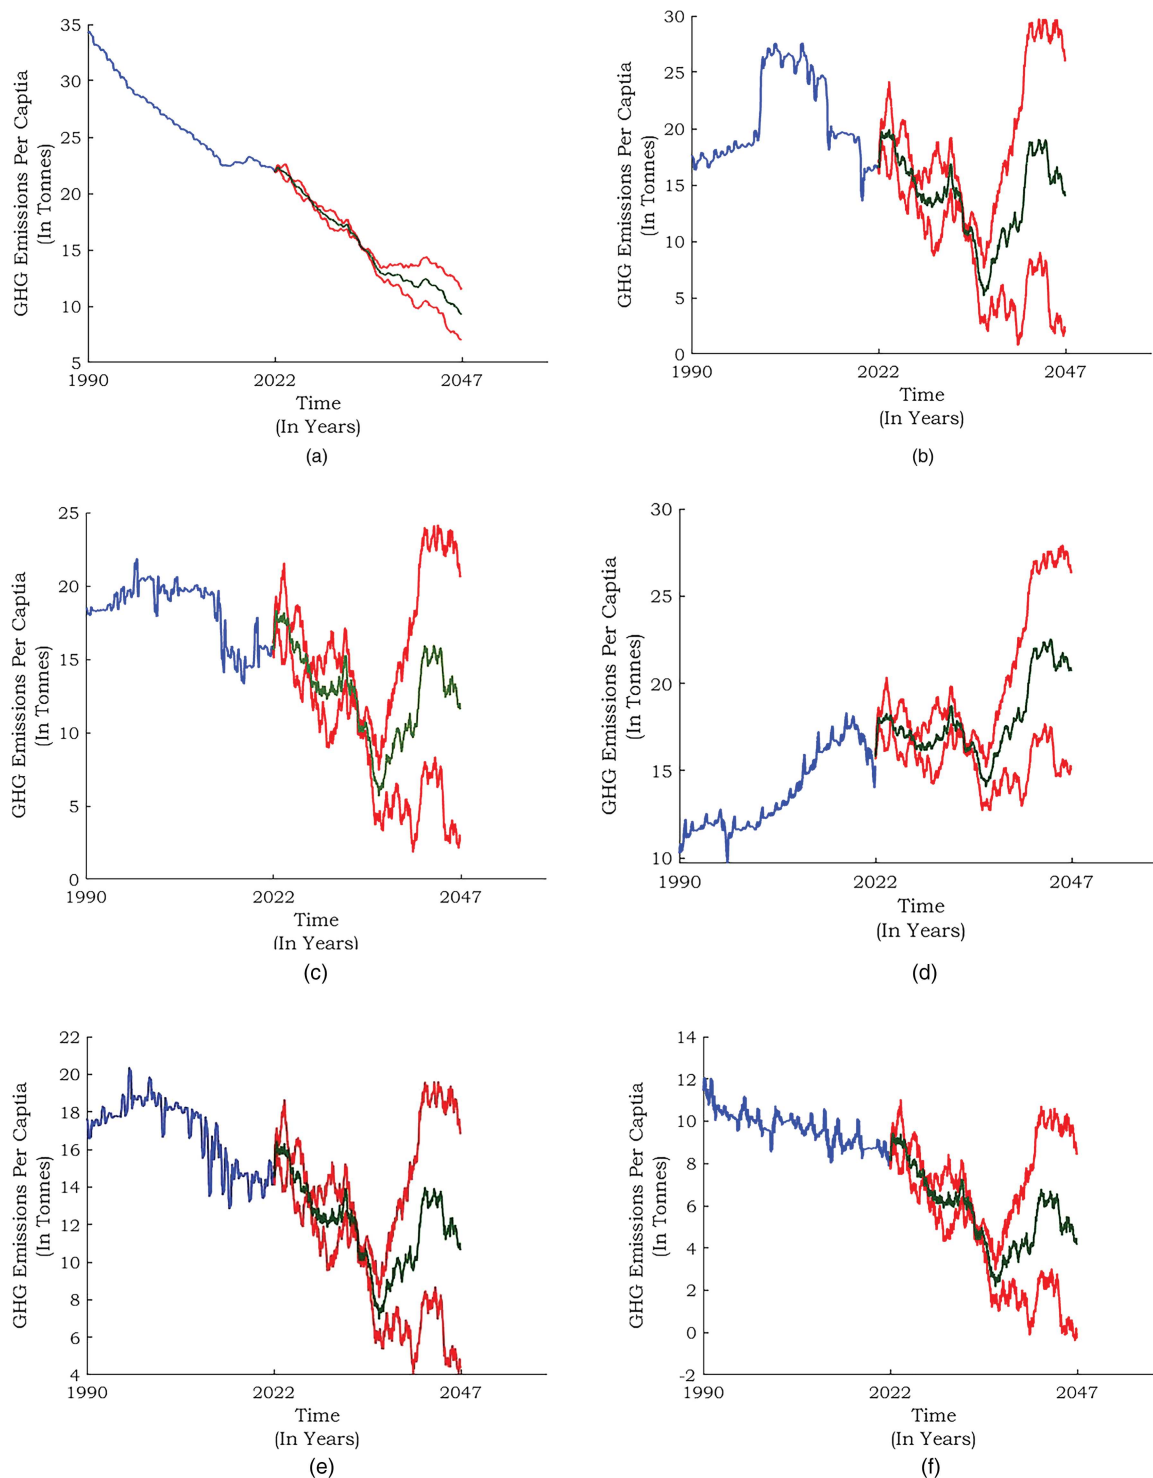 35
30
25
20
15
10
5
GHG Emissions Per Captia
(In Tonnes)
1990
2022
2047
Time
(In Years)
(a)
30
25
20
15
10
5
0
GHG Emissions Per Captia
(In Tonnes)
1990
2022
2047
Time
(In Years)
(b)
25
20
15
10
5
0
GHG Emissions Per Captia
(In Tonnes)
1990
2022
2047
Time
(In Years)
(c)
30
25
20
15
10
GHG Emissions Per Captia
(In Tonnes)
1990
2022
2047
Time
(In Years)
(d)
22
20
18
16
14
12
10
8
6
4
GHG Emissions Per Captia
(In Tonnes)
1990
2022
2047
Time
(In Years)
(e)
14
12
10
8
6
4
2
0
-2
GHG Emissions Per Captia
(In Tonnes)
1990
2022
2047
Time
(In Years)
(f)